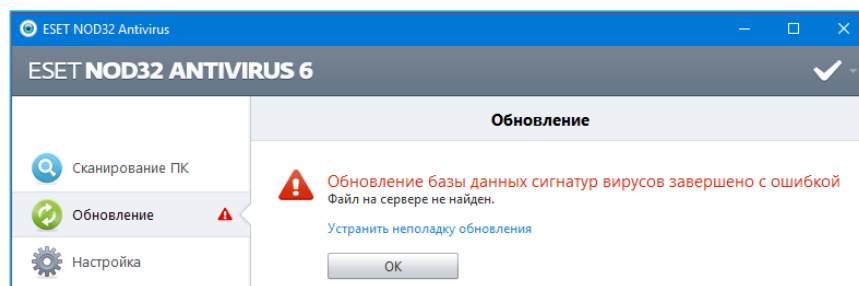 ESET NOD32 Antivirus
ESET NOD32 ANTIVIRUS 6
Обновление
Сканирование ПК
Обновление базы данных сигнатур вирусов завершено с ошибкой
Файл на сервере не найден.
Обновление
Устранить неполадку обновления
Настройка
ОК